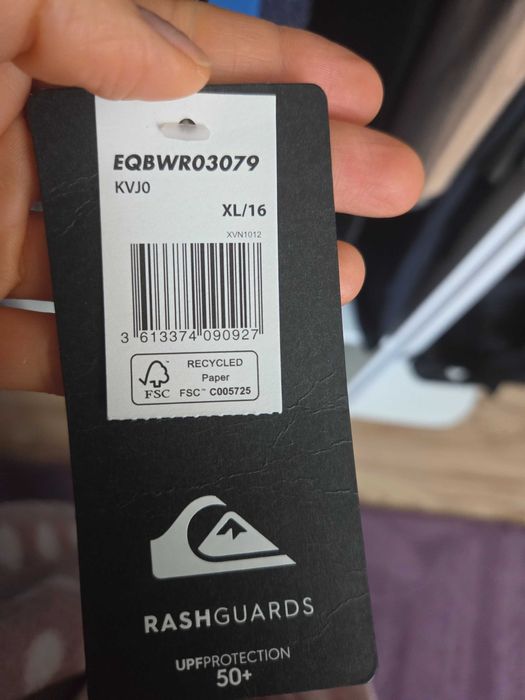 EQBWR03079
KVJ0
XL/16
XVN1012
3 613374 090927
RECYCLED
Paper
FSC
FSC™ C005725
RASHGUARDS
UPFPROTECTION
50+